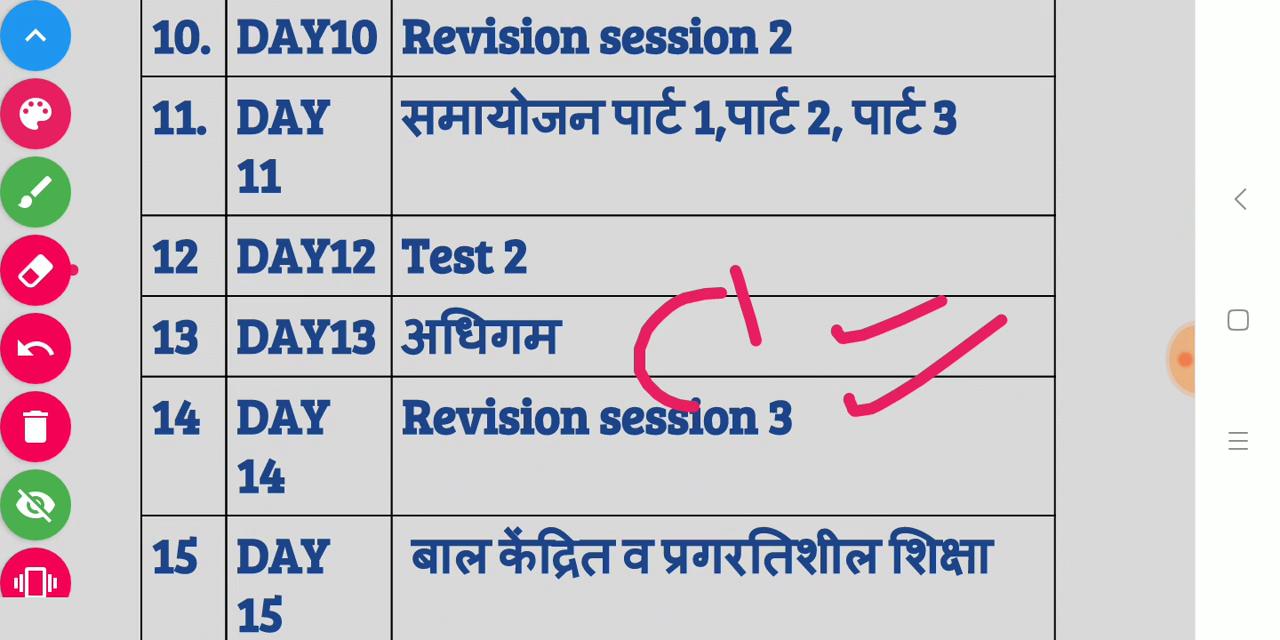 10. DAY10 Revision session 2
11. DAY समायोजन पार्ट 1,पार्ट 2, पार्ट 3
11
12 DAY12 Test 2
13 DAY13 अधिगम
14 DAY Revision session 3
14
15 DAY बाल केंद्रित व प्रगरतिशील शिक्षा
15